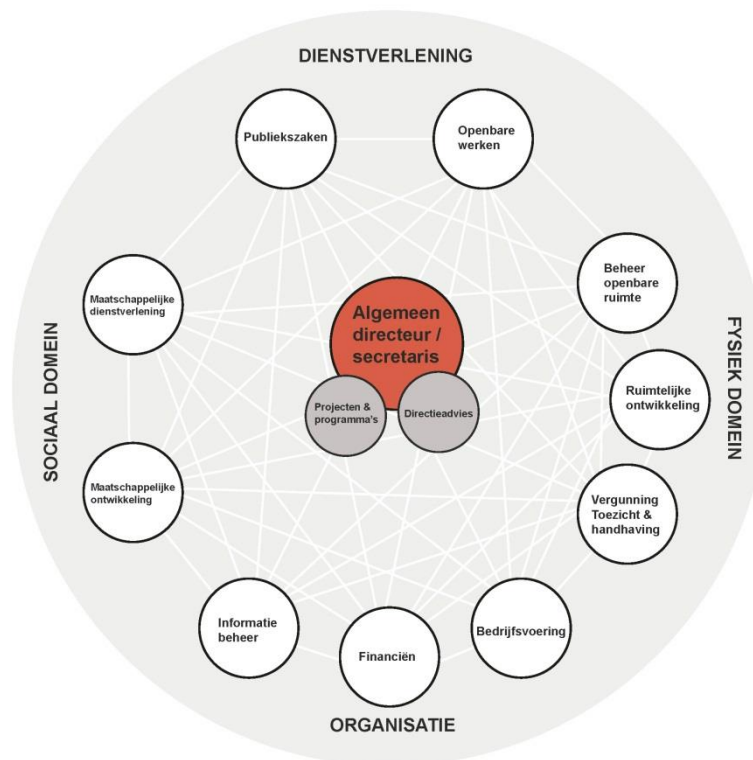 DIENSTVERLENING
Publiekszaken
Openbare
werken
Maatschappelijke
dienstverlening
Beheer
openbare
ruimte
Algemeen
directeur /
secretaris
Projecten &
programma's
Directieadvies
SOCIAAL DOMEIN
FYSIEK DOMEIN
Ruimtelijke
ontwikkeling
Maatschappelijke
ontwikkeling
Vergunning
Toezicht &
handhaving
Informatie
beheer
Financiën
Bedrijfsvoering
ORGANISATIE